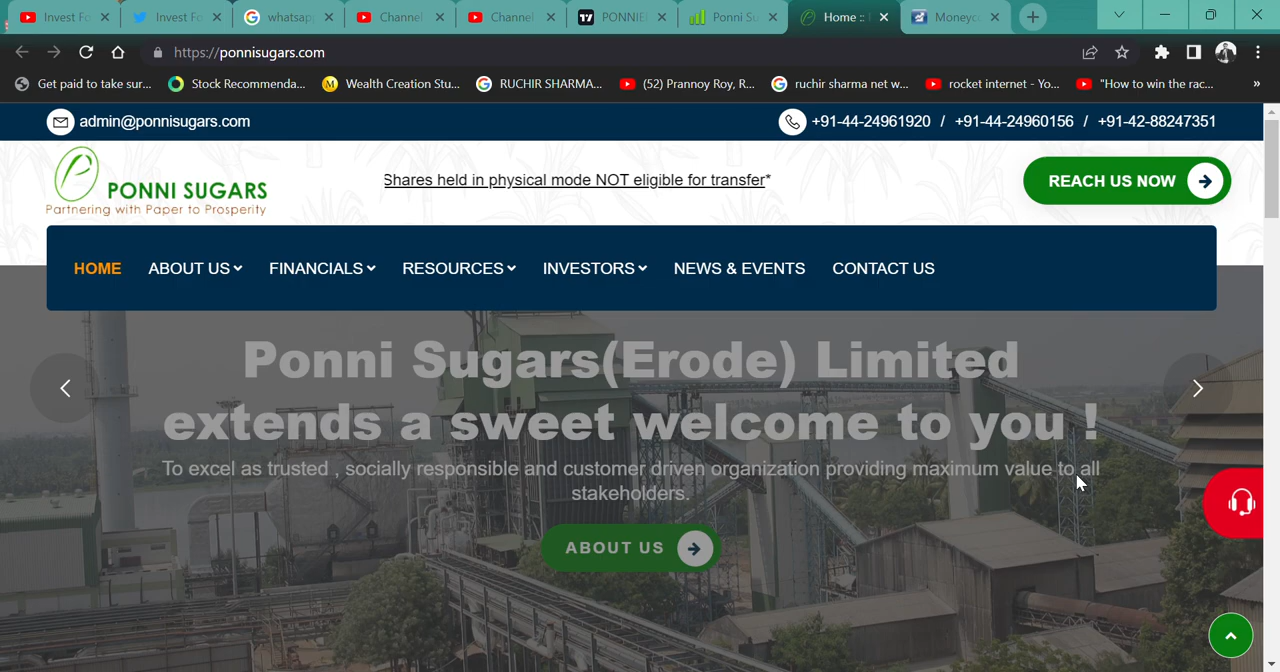 Invest Fo
Invest Fo
whatsap
Channel
Channel
PONNIE
Ponni Su
Home ::
Moneyc
https://ponnisugars.com
Get paid to take sur...
Stock Recommenda...
Wealth Creation Stu...
RUCHIR SHARMA...
(52) Prannoy Roy, R...
ruchir sharma net w...
rocket internet - Yo...
"How to win the rac...
»
admin@ponnisugars.com
+91-44-24961920 / +91-44-24960156 / +91-42-88247351
PONNI SUGARS
Partnering with Paper to Prosperity
Shares held in physical mode NOT eligible for transfer*
REACH US NOW
HOME
ABOUT US
FINANCIALS
RESOURCES
INVESTORS
NEWS & EVENTS
CONTACT US
Ponni Sugars(Erode) Limited
extends a sweet welcome to you !
To excel as trusted , socially responsible and customer driven organization providing maximum value to all
stakeholders.
ABOUT US